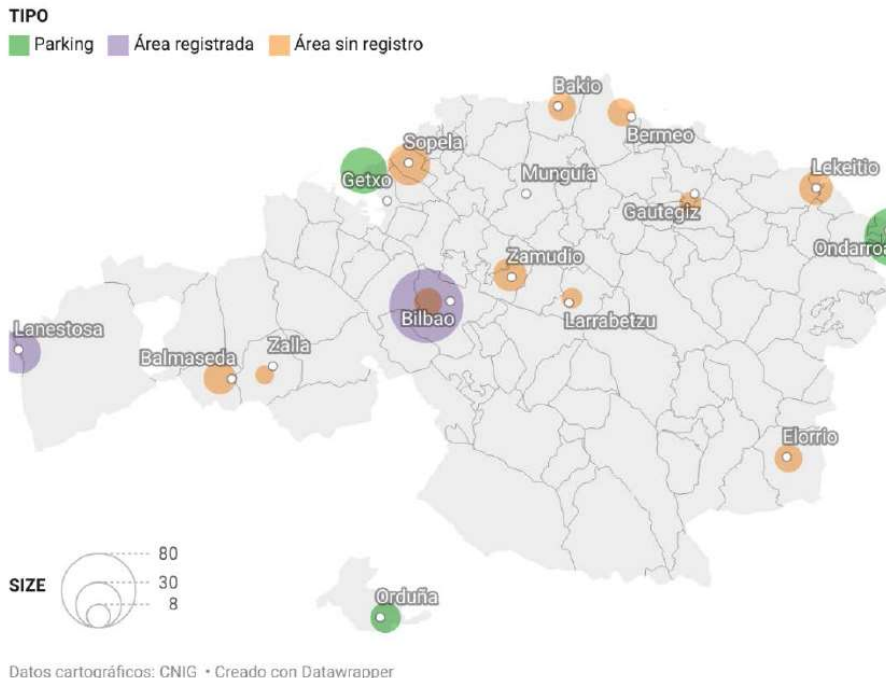 TIPO
Parking Área registrada Área sin registro
Bakio
Bermeo
Sopela
Getxo
Munguía
Lekeitio
Gautegiz
Ondarroa
Zamudio
Bilbao
Larrabetzu
Lanestosa
Balmaseda
Zalla
Elorrio
80
SIZE
30
8
Orduña
Datos cartográficos: CNIG • Creado con Datawrapper